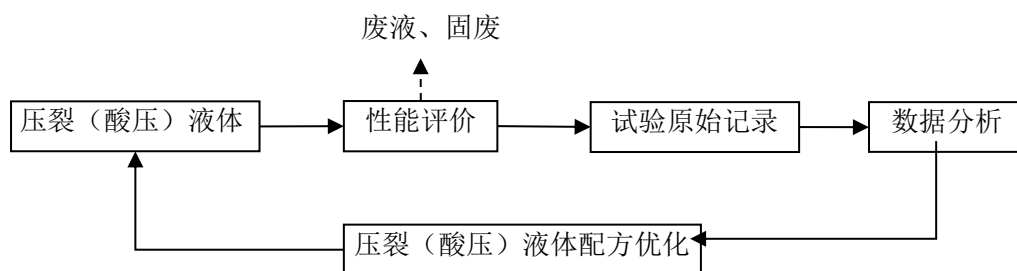 废液、固废
压裂（酸压）液体
性能评价
试验原始记录
数据分析
压裂（酸压）液体配方优化